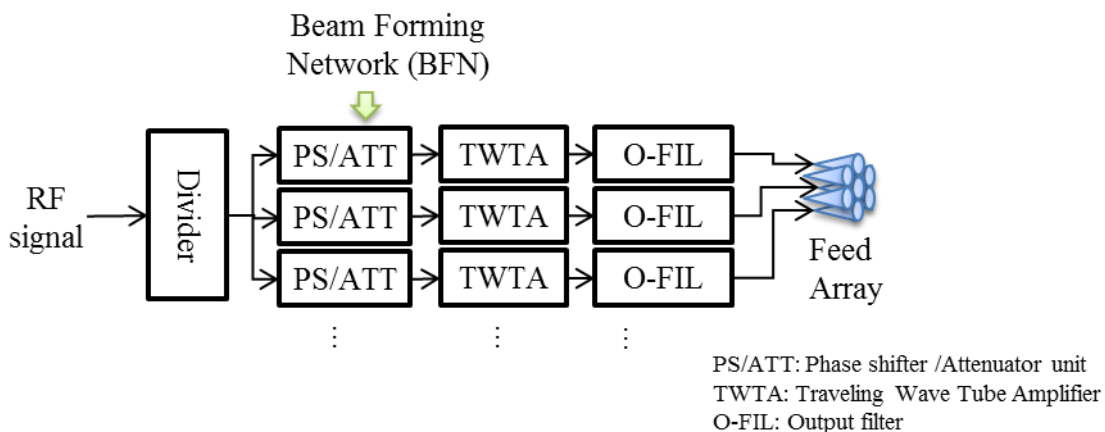 Beam Forming
Network (BFN)
RF
signal
Divider
PS/ATT
TWTA
O-FIL
PS/ATT
TWTA
O-FIL
PS/ATT
TWTA
O-FIL
⋮
⋮
⋮
Feed
Array
PS/ATT: Phase shifter /Attenuator unit
TWTA: Traveling Wave Tube Amplifier
O-FIL: Output filter